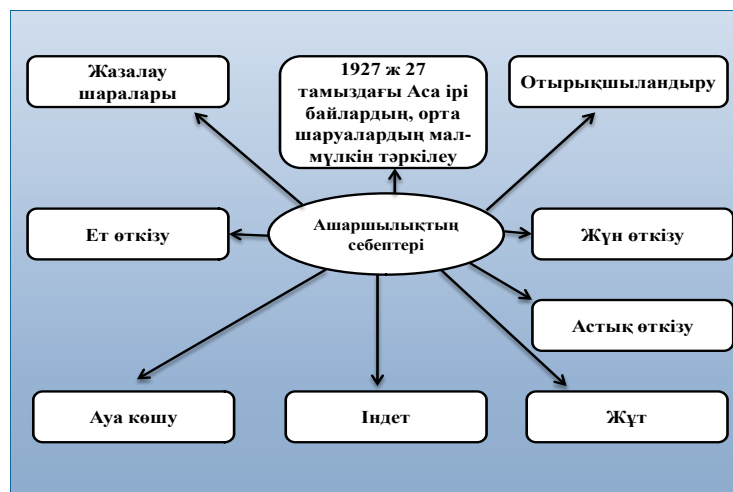 Жазалау
шаралары
1927 ж 27
тамыздағы Аса ірі
байлардың, орта
шаруалардың мал-
мүлкін тәркілеу
Отырықшыландыру
Ет өткізу
Ашаршылықтың
себептері
Жүн өткізу
Астық өткізу
Ауа көшу
Індет
Жұт